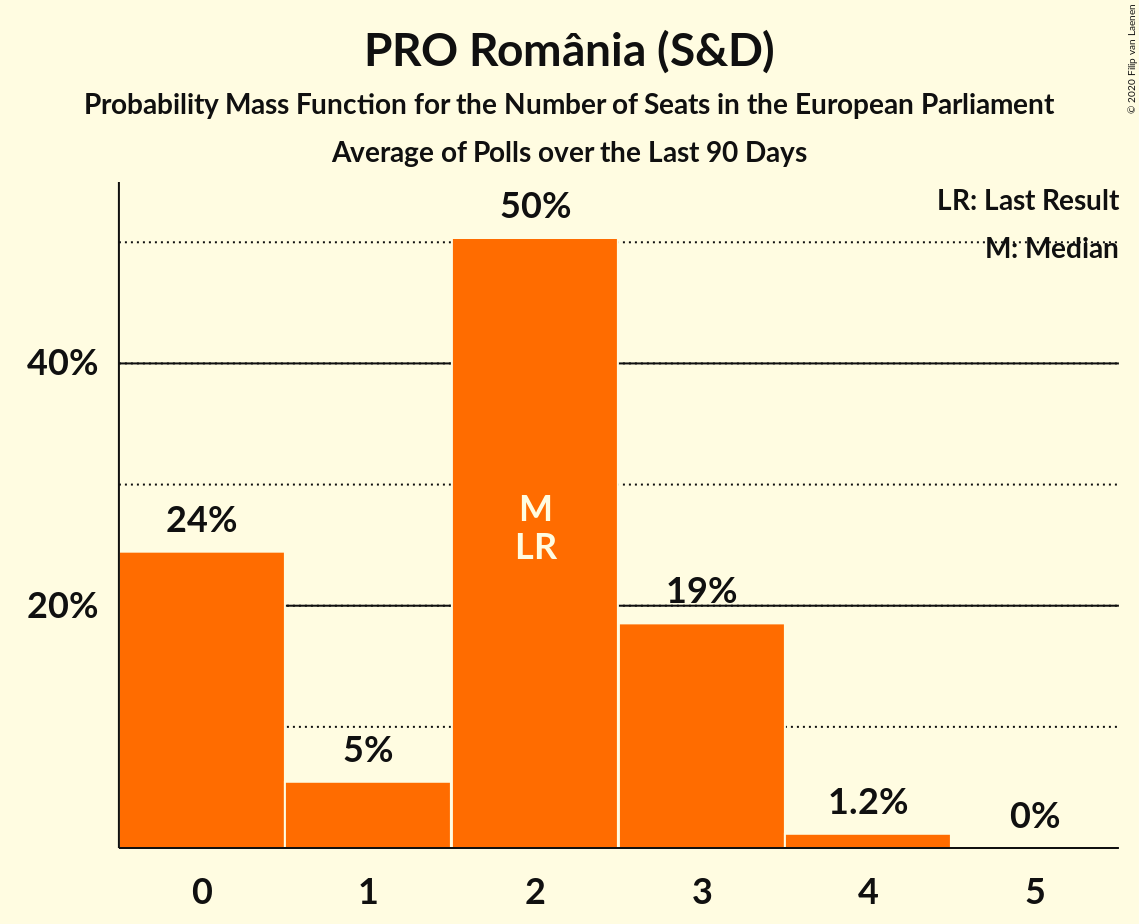 PRO România (S&D)
Probability Mass Function for the Number of Seats in the European Parliament
Average of Polls over the Last 90 Days
© 2020 Filip van Laenen
LR: Last Result
M: Median
50%
40%
24%
M
LR
19%
20%
5%
1.2%
0%
0 1 2 3 4 5